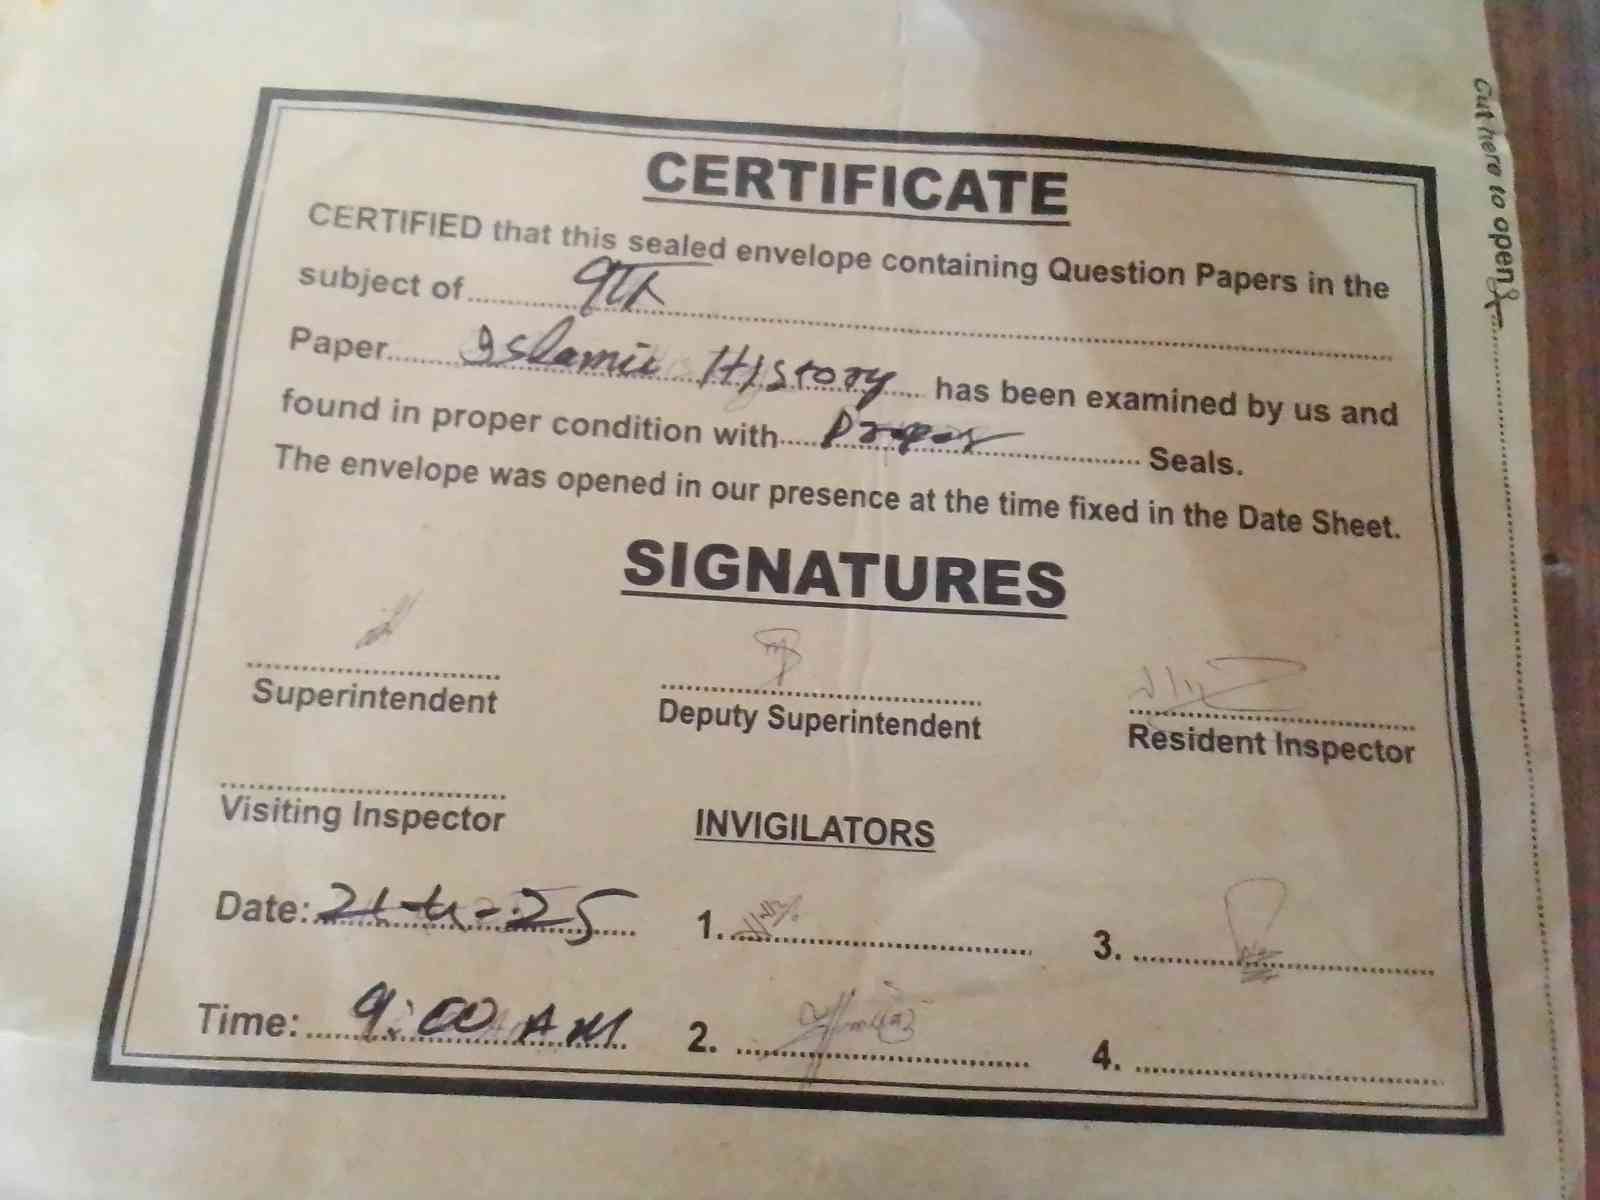 CERTIFICATE
CERTIFIED that this sealed envelope containing Question Papers in the
subject of 9th
Paper Islamic History has been examined by us and
found in proper condition with Proper Seals.
The envelope was opened in our presence at the time fixed in the Date Sheet.
SIGNATURES
Superintendent Deputy Superintendent Resident Inspector
Visiting Inspector INVIGILATORS
Date: 25 1. 3.
Time: 9:00 AM 2. 4.
Cut here to open